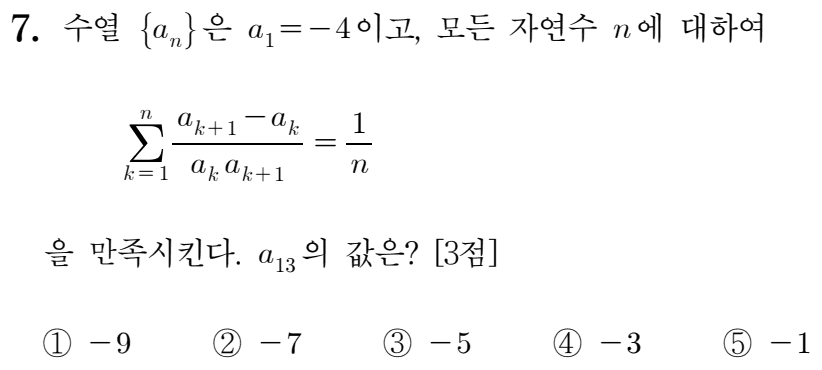 7. 수열 {aₙ}은 a₁=−4이고, 모든 자연수 n에 대하여
∑ₖ₌₁ⁿ (aₖ₊₁−aₖ)/(aₖaₖ₊₁) = 1/n
을 만족시킨다. a₁₃의 값은? [3점]
① −9 ② −7 ③ −5 ④ −3 ⑤ −1